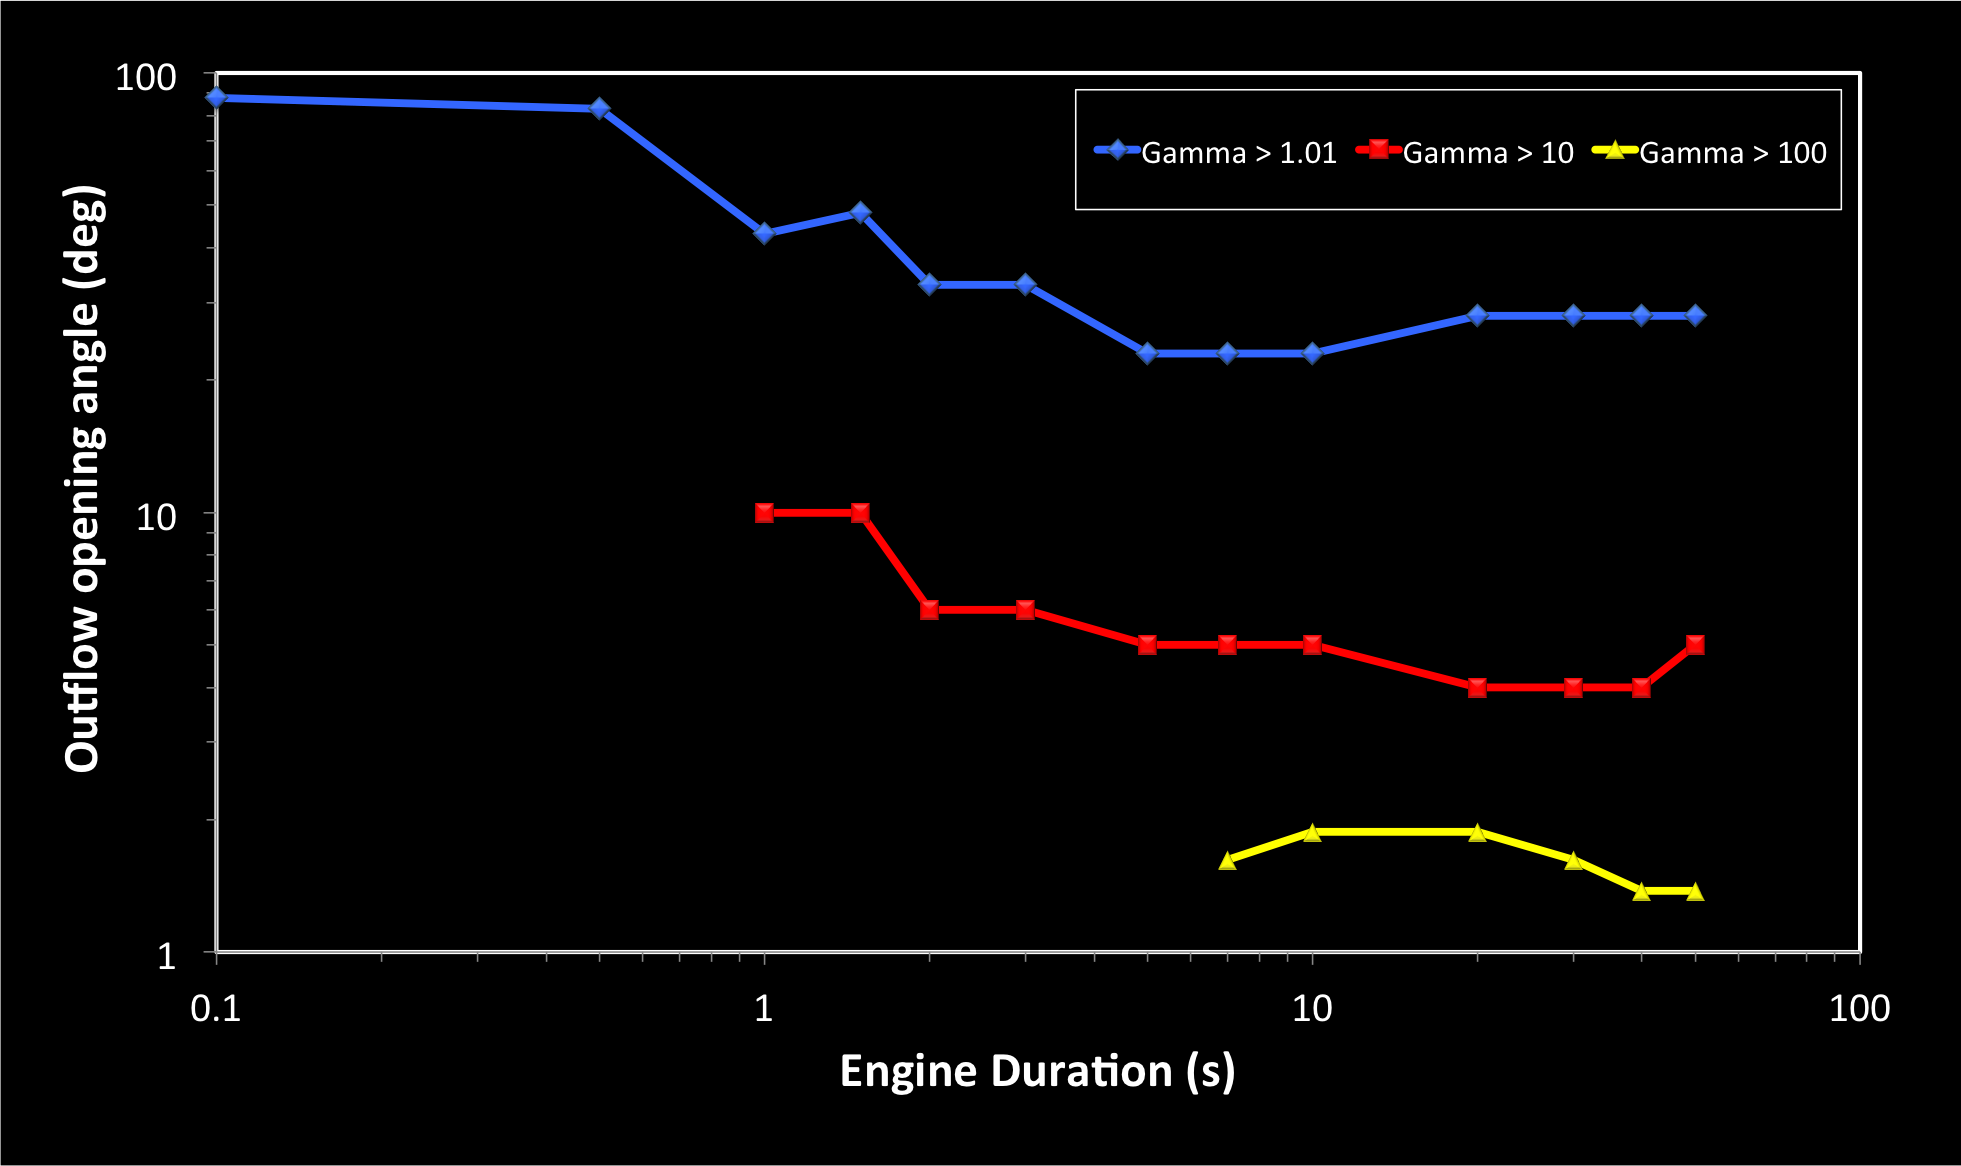 100
Gamma > 1.01 Gamma > 10 Gamma > 100
Outflow opening angle (deg)
10
1
0.1 1 10 100
Engine Duration (s)